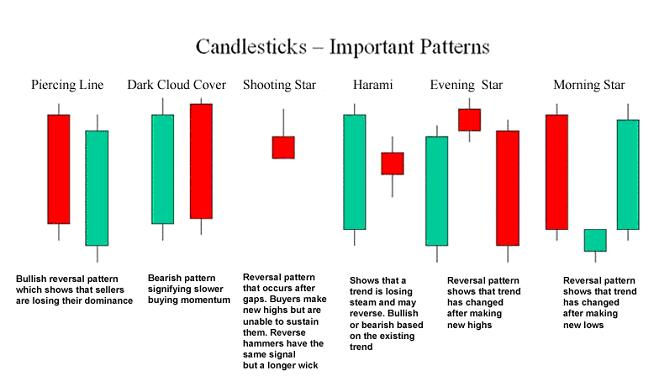 Candlesticks – Important Patterns
Piercing Line
Dark Cloud Cover
Shooting Star
Harami
Evening Star
Morning Star
Bullish reversal pattern
which shows that sellers
are losing their dominance
Bearish pattern
signifying slower
buying momentum
Reversal pattern
that occurs after
gaps. Buyers make
new highs but are
unable to sustain
them. Reverse
hammers have the
same signal
but a longer wick
Shows that a
trend is losing
steam and may
reverse. Bullish
or bearish based
on the existing
trend
Reversal pattern
shows that trend
has changed
after making
new highs
Reversal pattern
shows that trend
has changed
after making
new lows